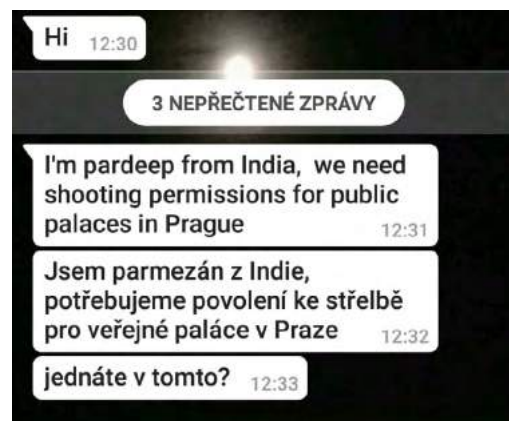 Hi 12:30
3 NEPŘEČTENÉ ZPRÁVY
I'm pardeep from India, we need
shooting permissions for public
palaces in Prague 12:31
Jsem parmezán z Indie,
potřebujeme povolení ke střelbě
pro veřejné paláce v Praze 12:32
jednáte v tomto? 12:33